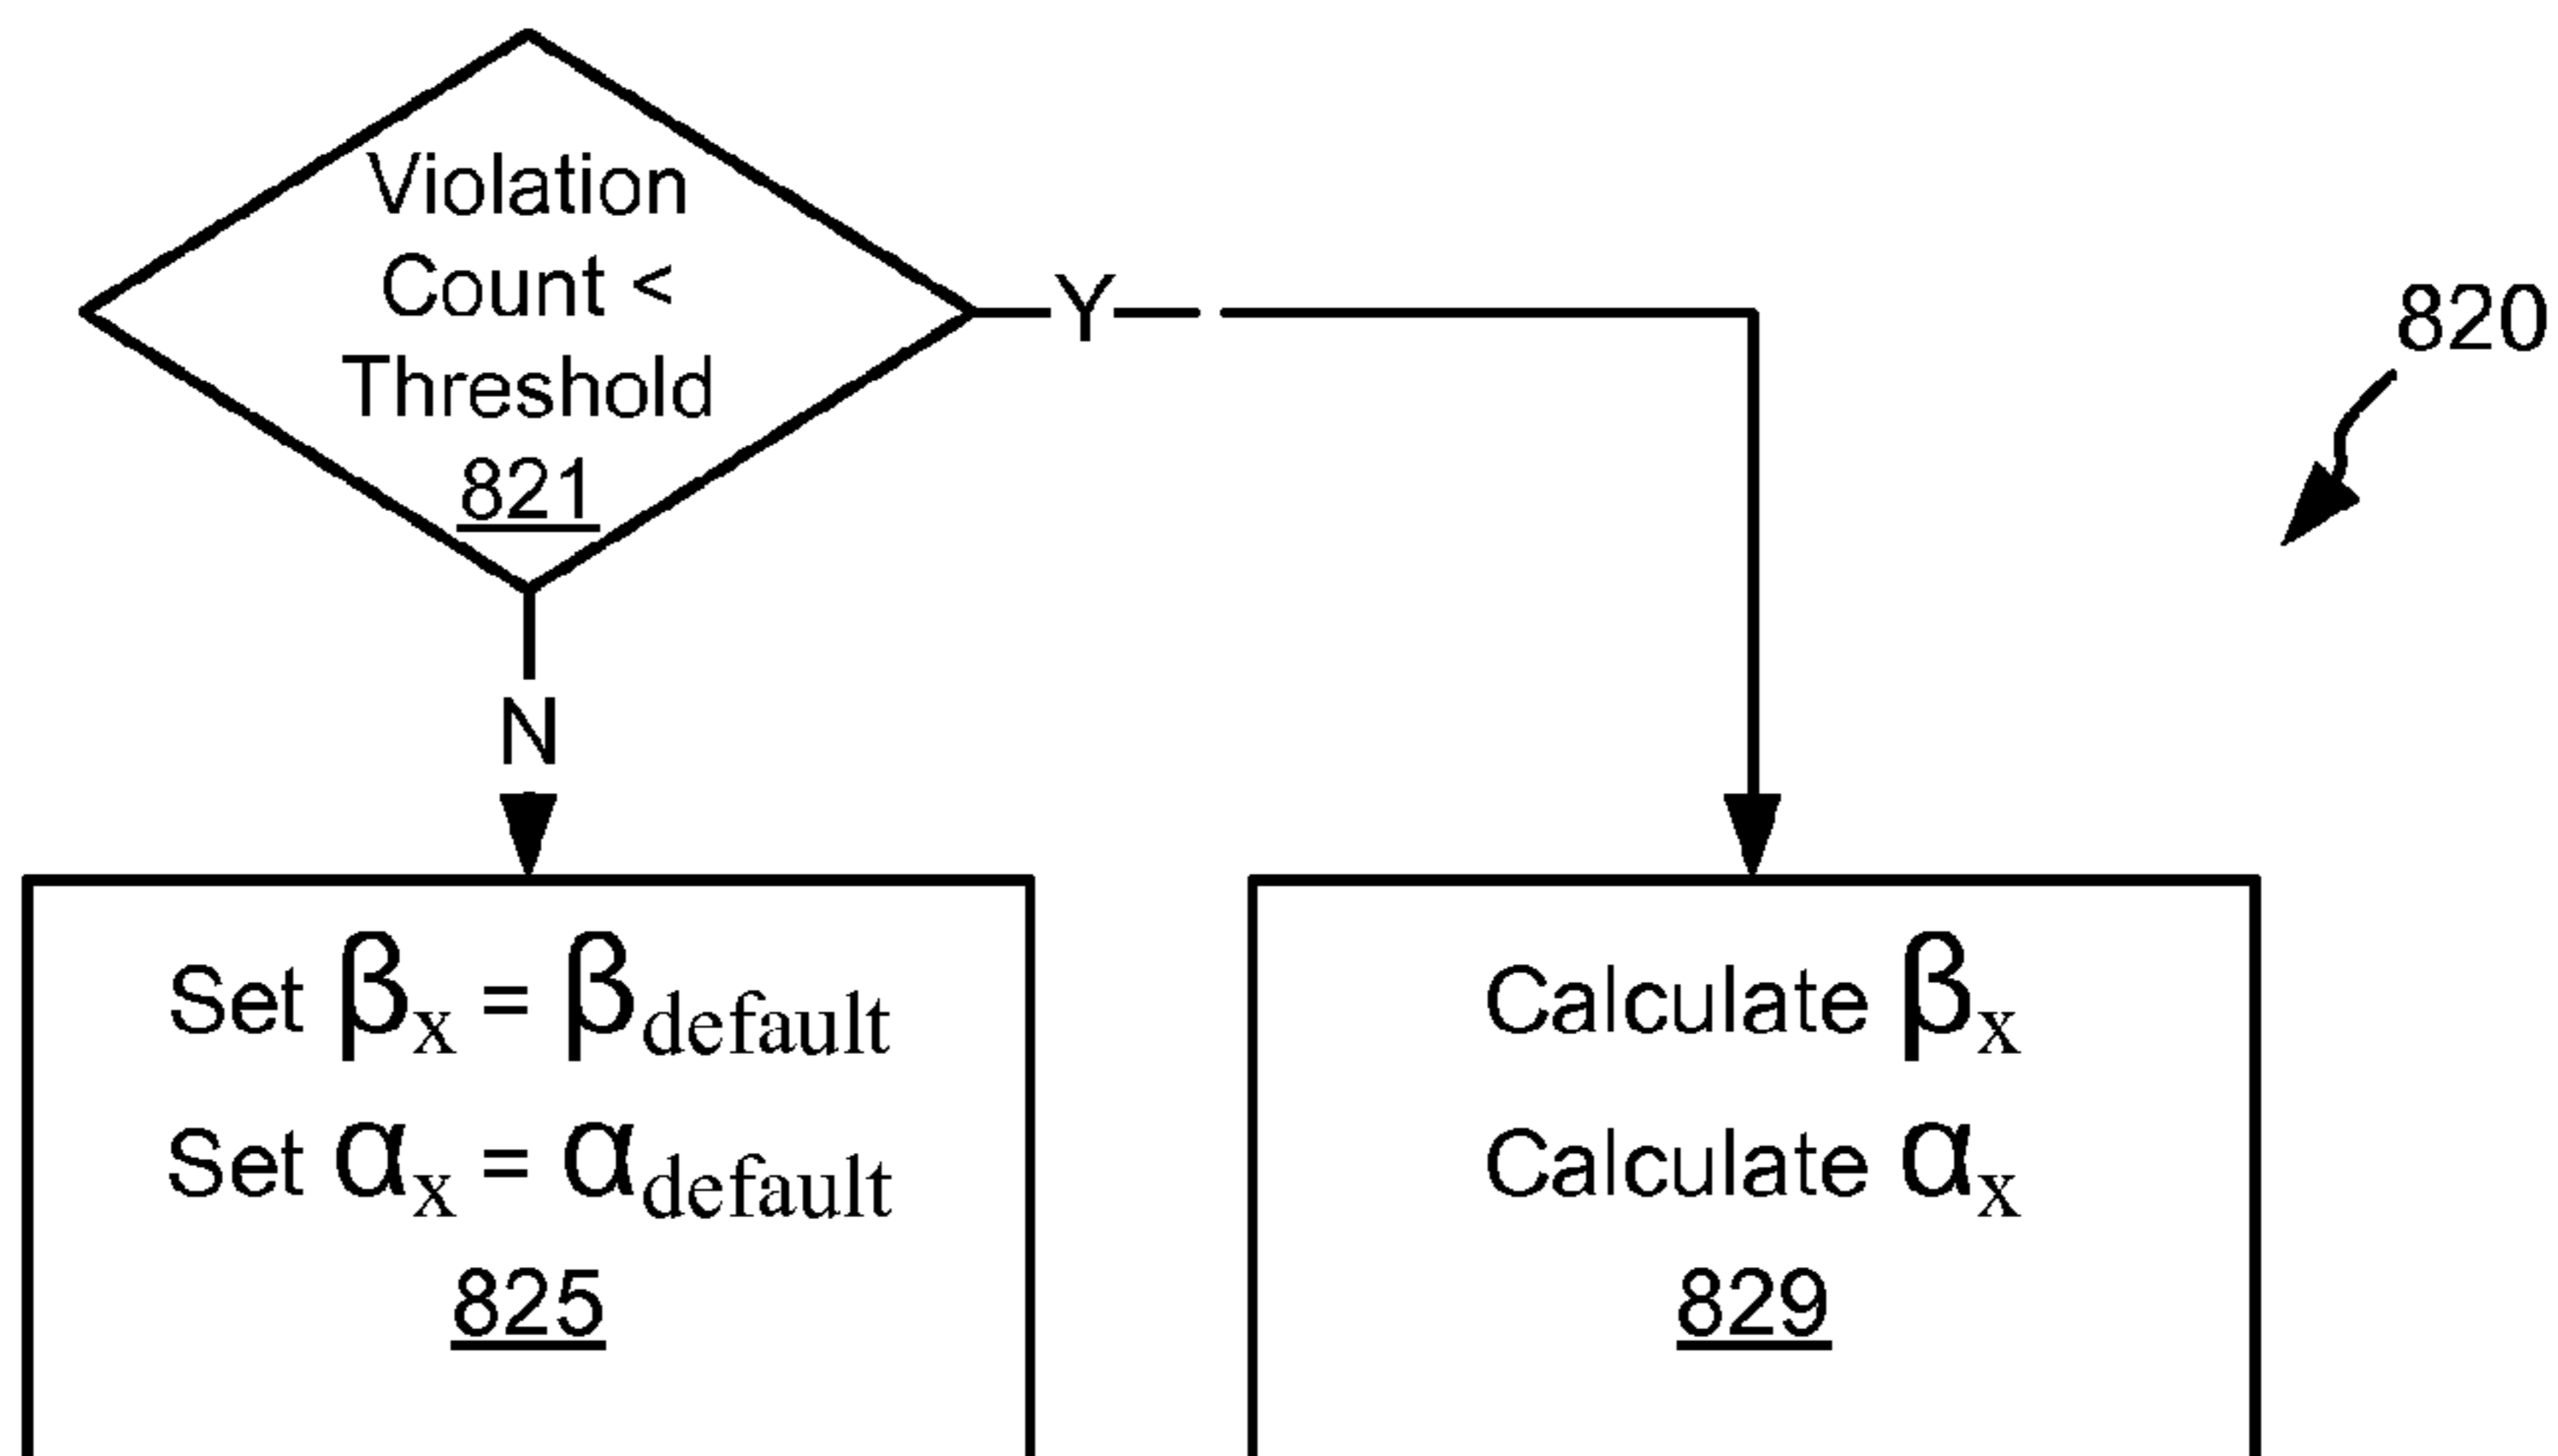 Violation
Count <
Threshold
821
Y
820
N
Set βx = βdefault
Set αx = αdefault
825
Calculate βx
Calculate αx
829